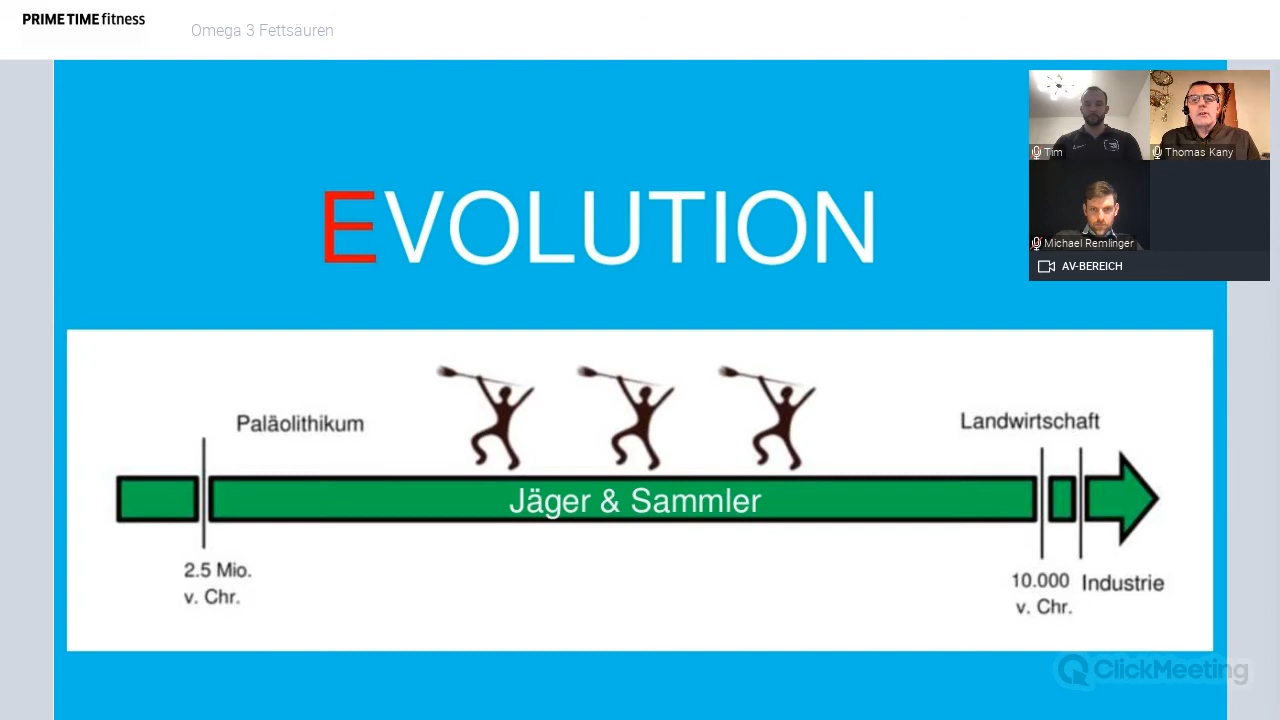 PRIME TIME fitness
Omega 3 Fettsäuren
EVOLUTION
Tim
Thomas Kany
Michael Remlinger
AV-BEREICH
Paläolithikum
Landwirtschaft
Jäger & Sammler
2.5 Mio.
v. Chr.
10.000
v. Chr.
Industrie
ClickMeeting